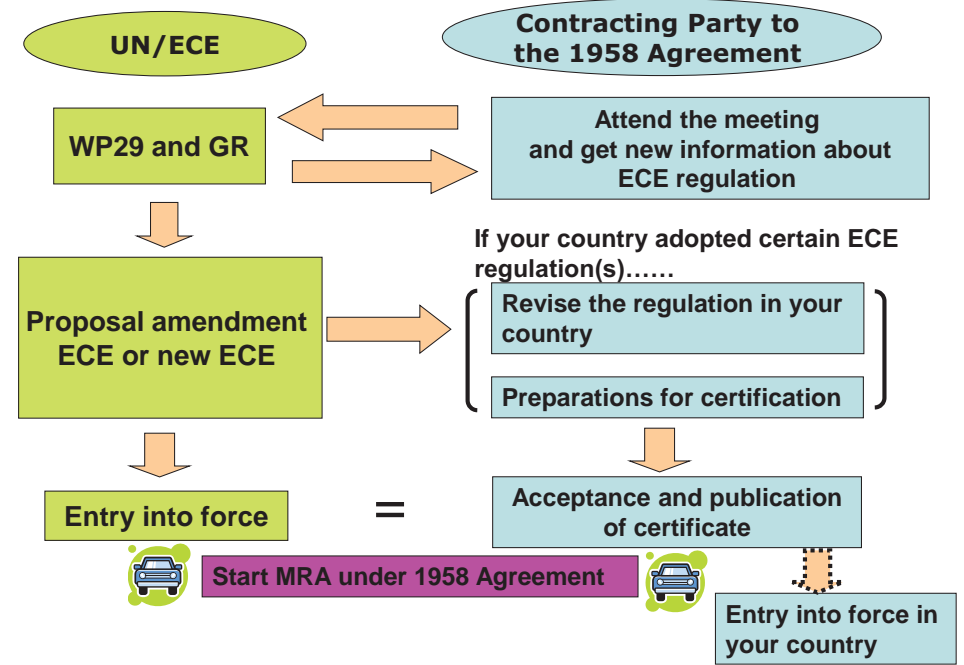 UN/ECE
Contracting Party to
the 1958 Agreement
WP29 and GR
Attend the meeting
and get new information about
ECE regulation
If your country adopted certain ECE
regulation(s)……
Proposal amendment
ECE or new ECE
Revise the regulation in your
country
Preparations for certification
Entry into force
=
Acceptance and publication
of certificate
Start MRA under 1958 Agreement
Entry into force in
your country